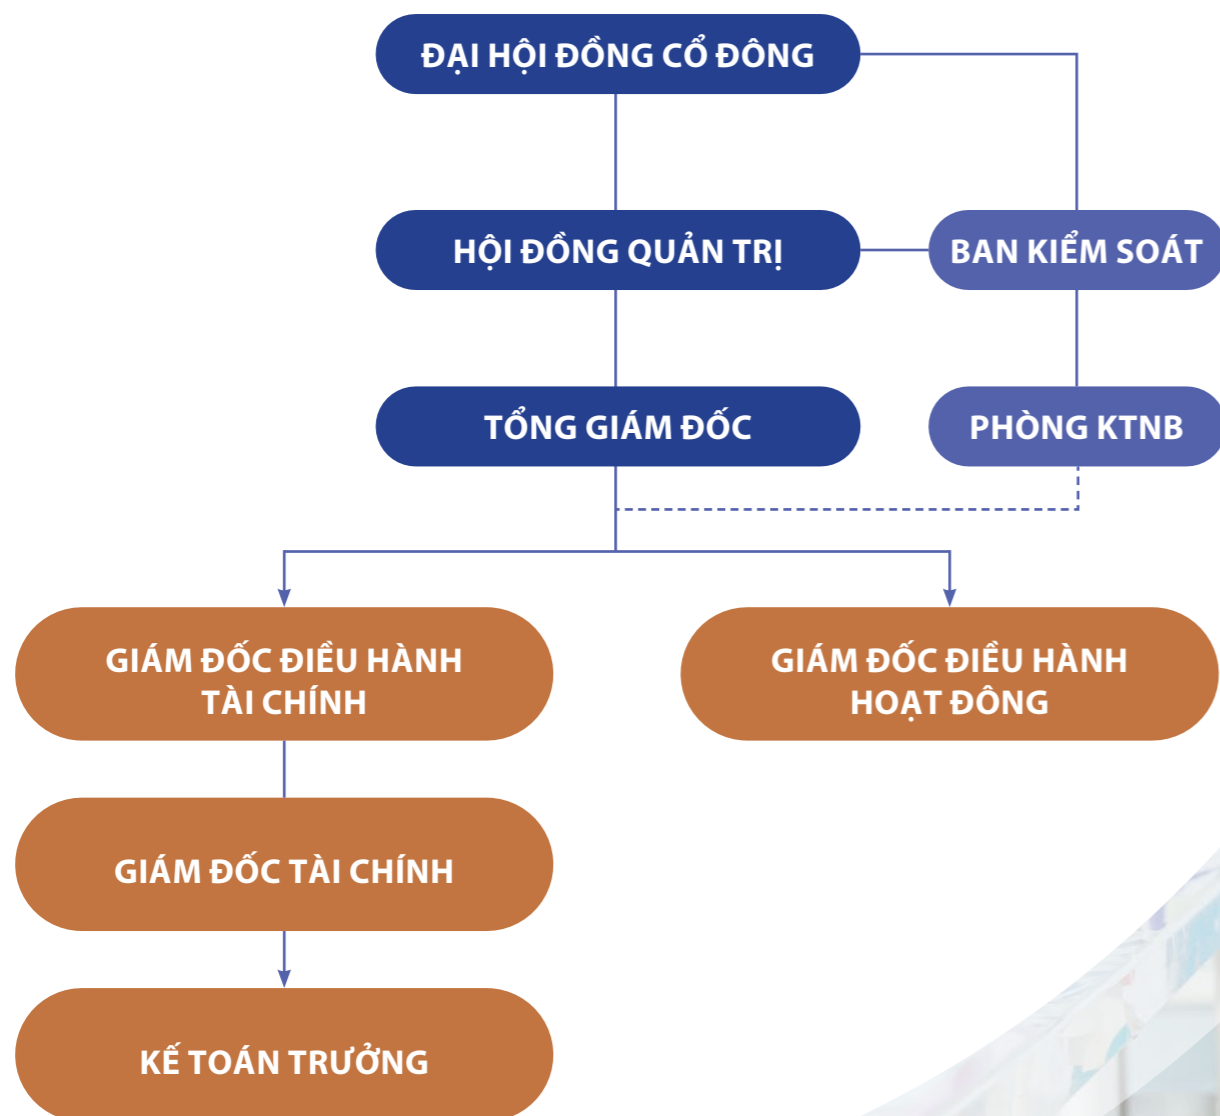 ĐẠI HỘI ĐỒNG CỔ ĐÔNG
HỘI ĐỒNG QUẢN TRỊ
BAN KIỂM SOÁT
TỔNG GIÁM ĐỐC
PHÒNG KTNB
GIÁM ĐỐC ĐIỀU HÀNH
TÀI CHÍNH
GIÁM ĐỐC ĐIỀU HÀNH
HOẠT ĐÔNG
GIÁM ĐỐC TÀI CHÍNH
KẾ TOÁN TRƯỞNG